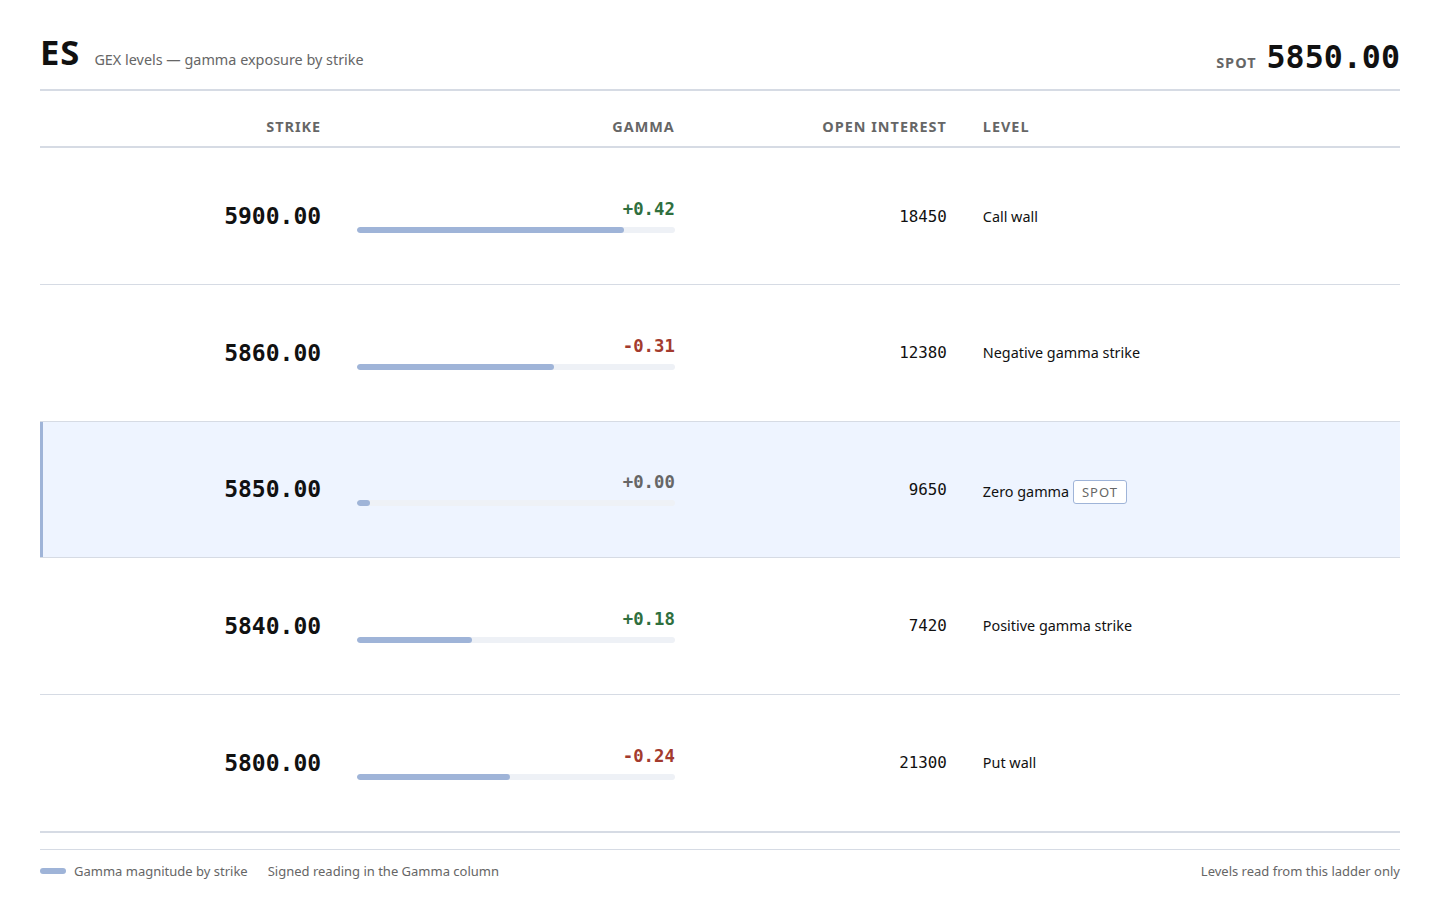 ES GEX levels — gamma exposure by strike SPOT 5850.00
STRIKE GAMMA OPEN INTEREST LEVEL
5900.00 +0.42 18450 Call wall
5860.00 -0.31 12380 Negative gamma strike
5850.00 +0.00 9650 Zero gamma SPOT
5840.00 +0.18 7420 Positive gamma strike
5800.00 -0.24 21300 Put wall
Gamma magnitude by strike Signed reading in the Gamma column Levels read from this ladder only